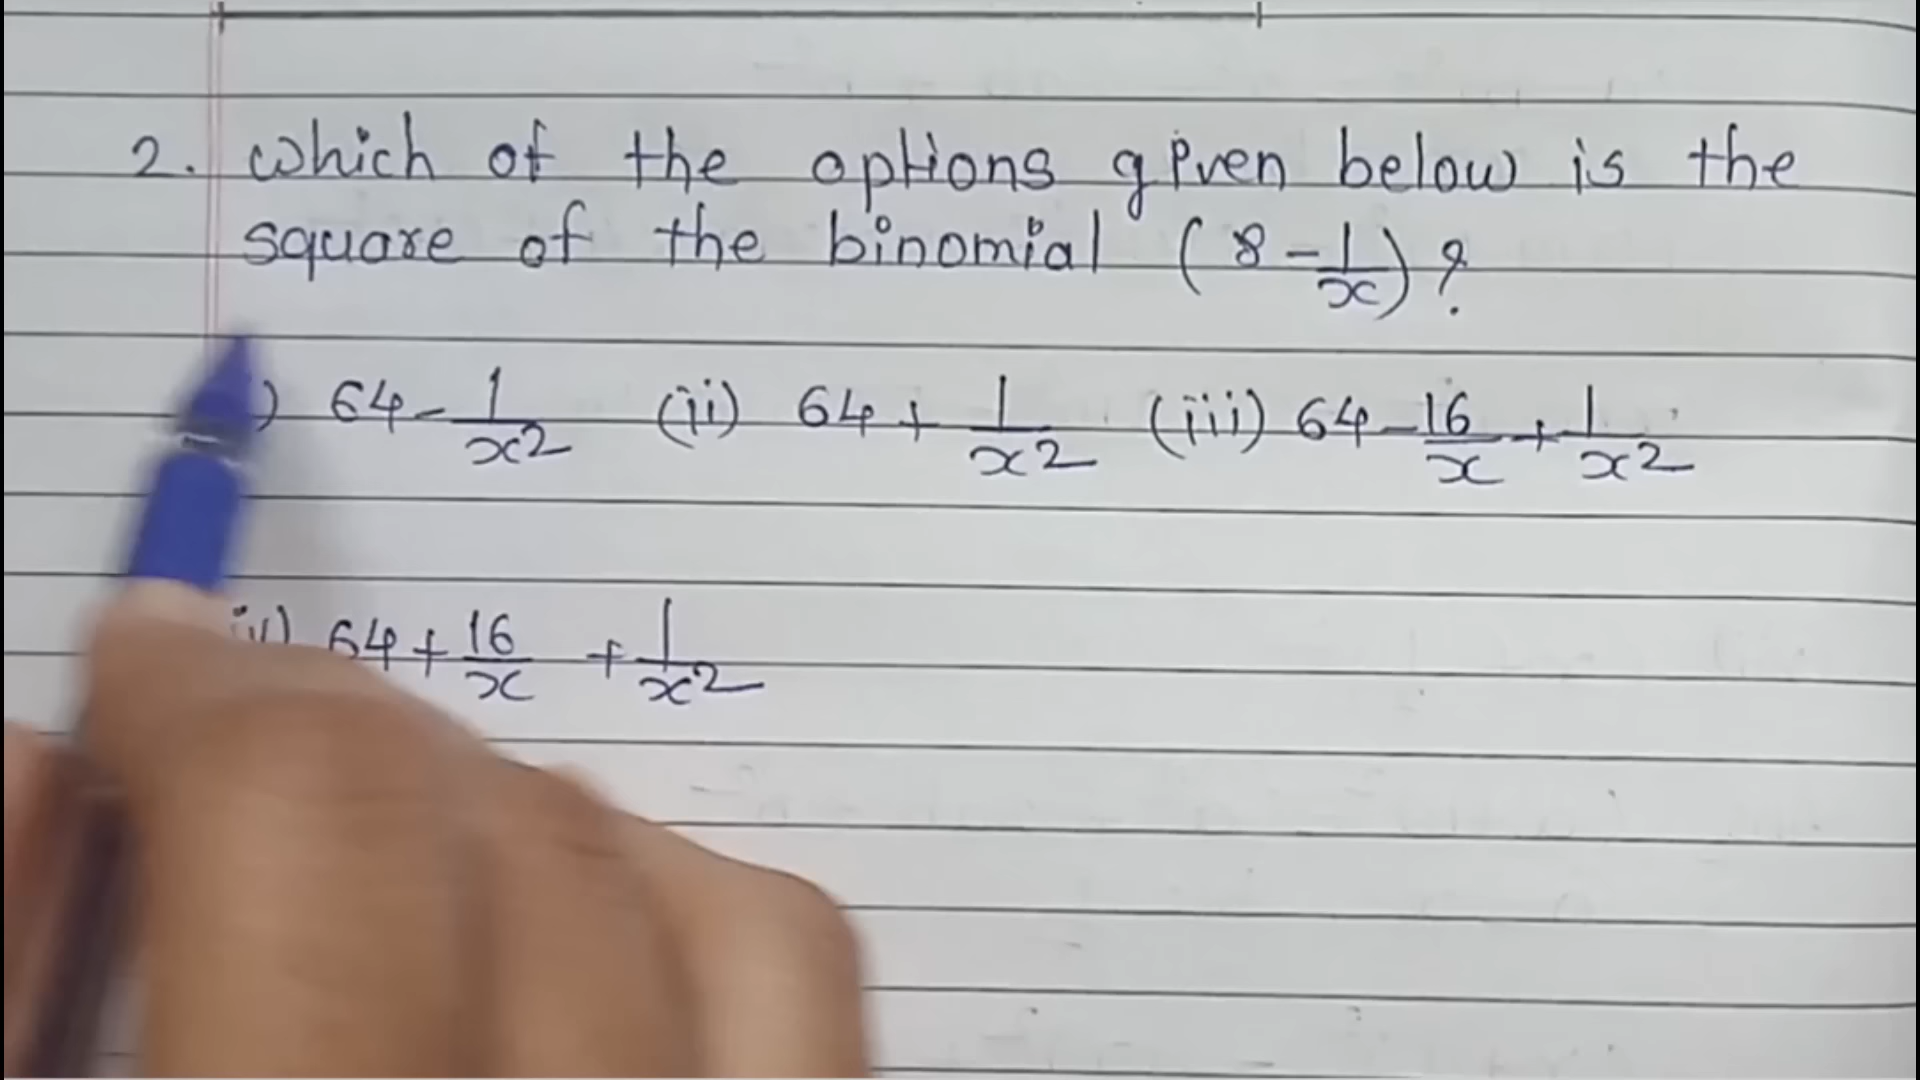 2. which of the options given below is the
square of the binomial (8 - 1/x)?
) 64 - 1/x2 (ii) 64 + 1/x2 (iii) 64 - 16/x + 1/x2
iv) 64 + 16/x + 1/x2